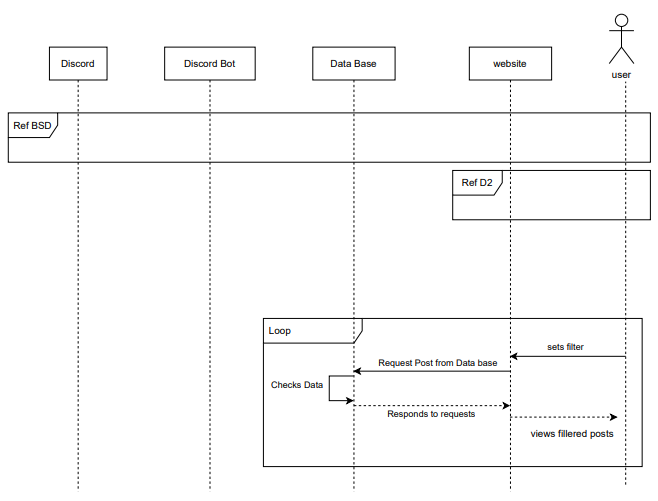 Discord
Discord Bot
Data Base
website
user
Ref BSD
Ref D2
Loop
sets filter
Request Post from Data base
Checks Data
Responds to requests
views fillered posts